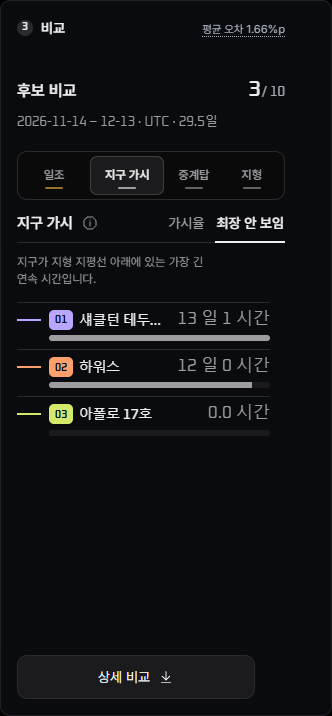 3 비교
평균 오차 1.66%p
후보 비교
3 / 10
2026-11-14 – 12-13 · UTC · 29.5일
일조 지구 가시 중계탑 지형
지구 가시 가시율 최장 안 보임
지구가 지형 지평선 아래에 있는 가장 긴
연속 시간입니다.
01 섀클턴 테두... 13 일 1 시간
02 하워스 12 일 0 시간
03 아폴로 17호 0.0 시간
상세 비교